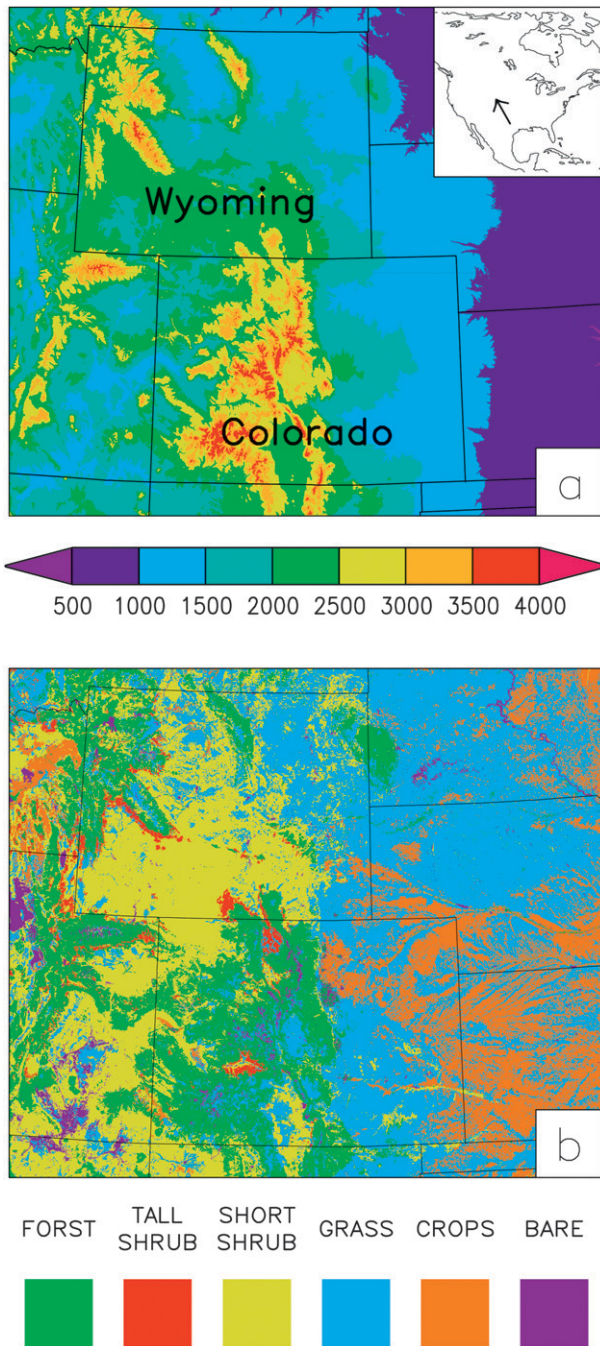 Wyoming
Colorado
a
500 1000 1500 2000 2500 3000 3500 4000
b
FORST TALL SHRUB SHORT SHRUB GRASS CROPS BARE